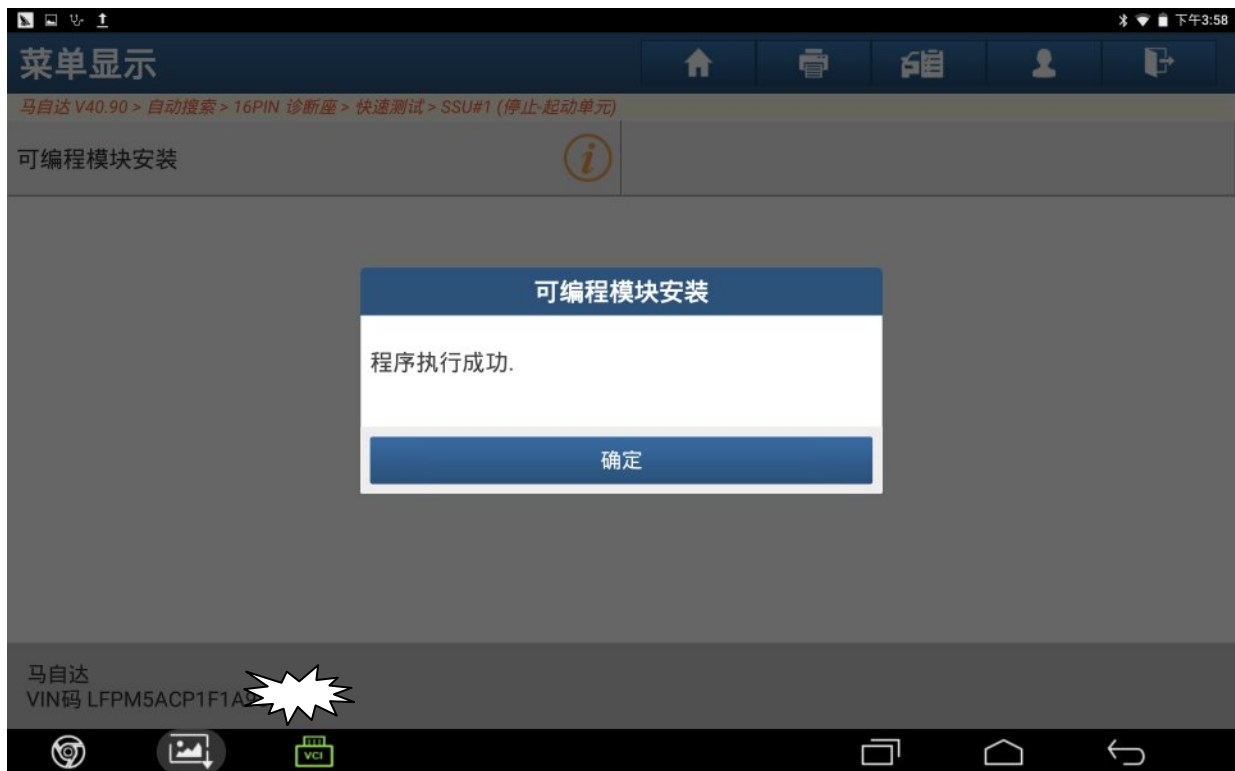 下午3:58
菜单显示
马自达 V40.90 > 自动搜索 > 16PIN 诊断座 > 快速测试 > SSU#1 (停止-起动单元)
可编程模块安装
i
可编程模块安装
程序执行成功.
确定
马自达
VIN码 LFPM5ACP1F1A9
VCI